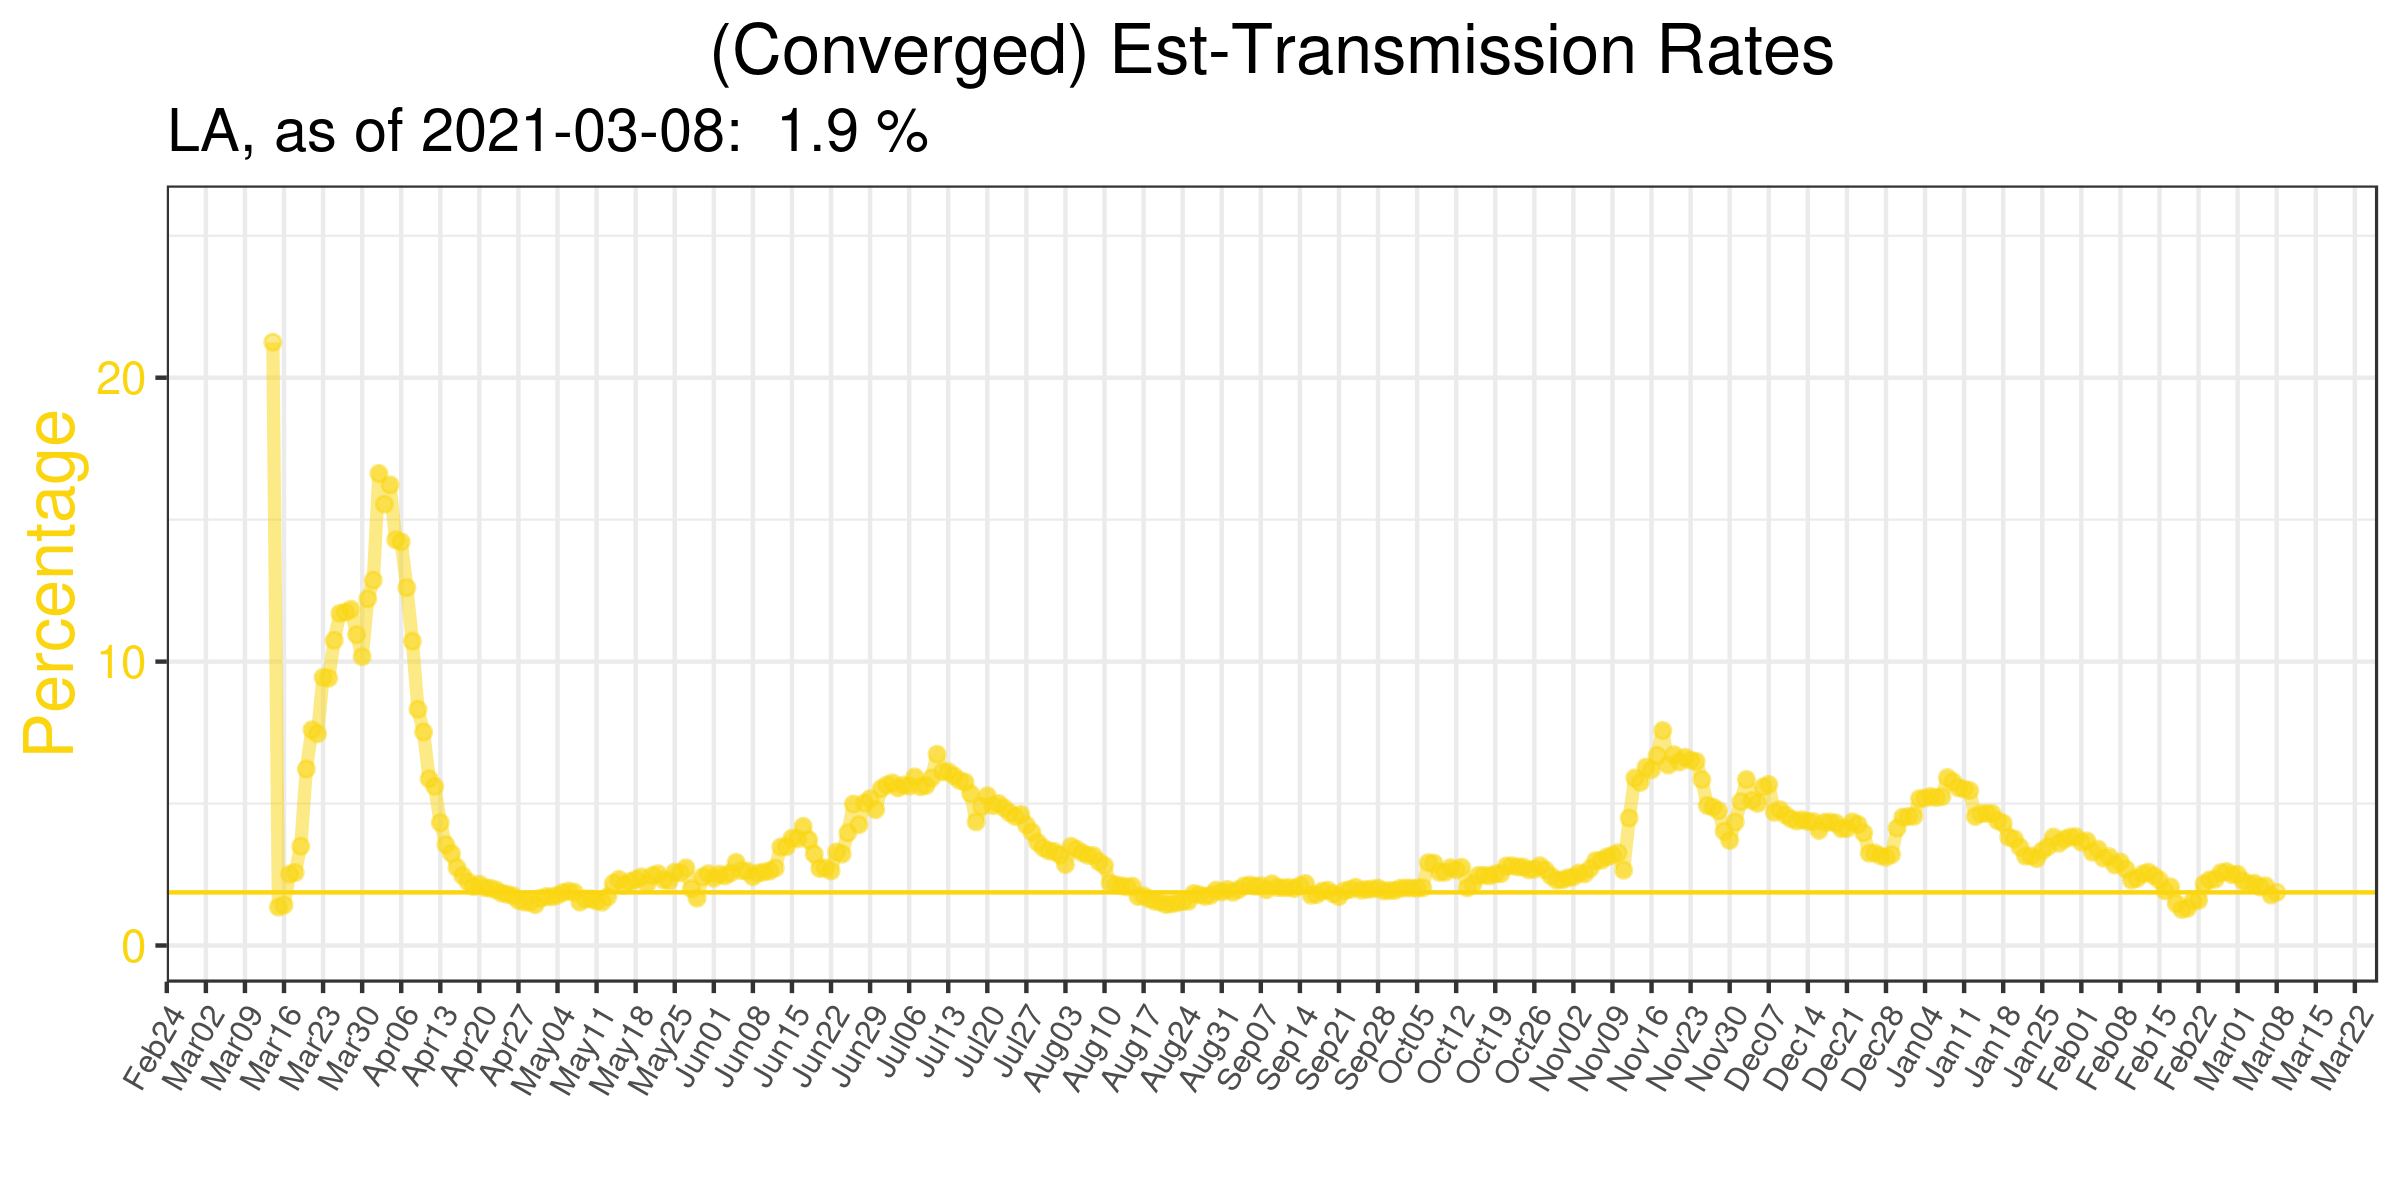 (Converged) Est-Transmission Rates
LA, as of 2021-03-08:  1.9 %
Percentage
20
10
0
Feb24
Mar02
Mar09
Mar16
Mar23
Mar30
Apr06
Apr13
Apr20
Apr27
May04
May11
May18
May25
Jun01
Jun08
Jun15
Jun22
Jun29
Jul06
Jul13
Jul20
Jul27
Aug03
Aug10
Aug17
Aug24
Aug31
Sep07
Sep14
Sep21
Sep28
Oct05
Oct12
Oct19
Oct26
Nov02
Nov09
Nov16
Nov23
Nov30
Dec07
Dec14
Dec21
Dec28
Jan04
Jan11
Jan18
Jan25
Feb01
Feb08
Feb15
Feb22
Mar01
Mar08
Mar15
Mar22